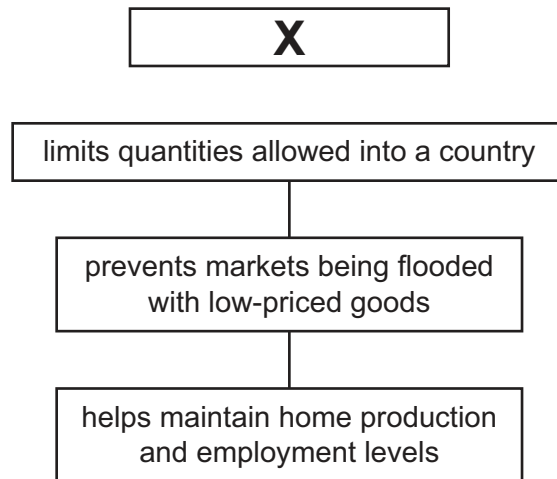 X
limits quantities allowed into a country
prevents markets being flooded
with low-priced goods
helps maintain home production
and employment levels